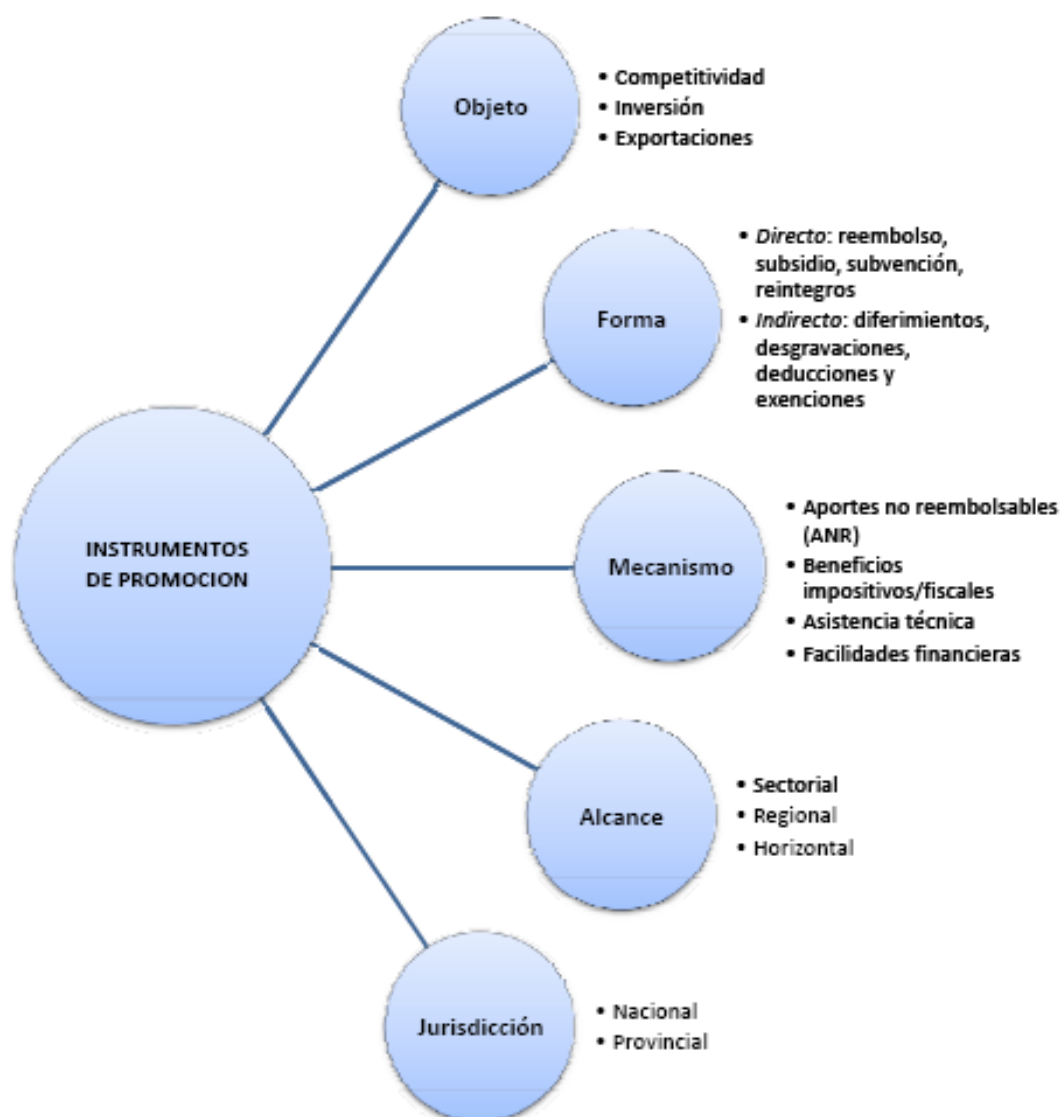 Objeto
• Competitividad
• Inversión
• Exportaciones
Forma
• Directo: reembolso,
subsidio, subvención,
reintegros
• Indirecto: diferimientos,
desgravaciones,
deducciones y
exenciones
INSTRUMENTOS
DE PROMOCION
Mecanismo
• Aportes no reembolsables
(ANR)
• Beneficios
impositivos/fiscales
• Asistencia técnica
• Facilidades financieras
Alcance
• Sectorial
• Regional
• Horizontal
Jurisdicción
• Nacional
• Provincial